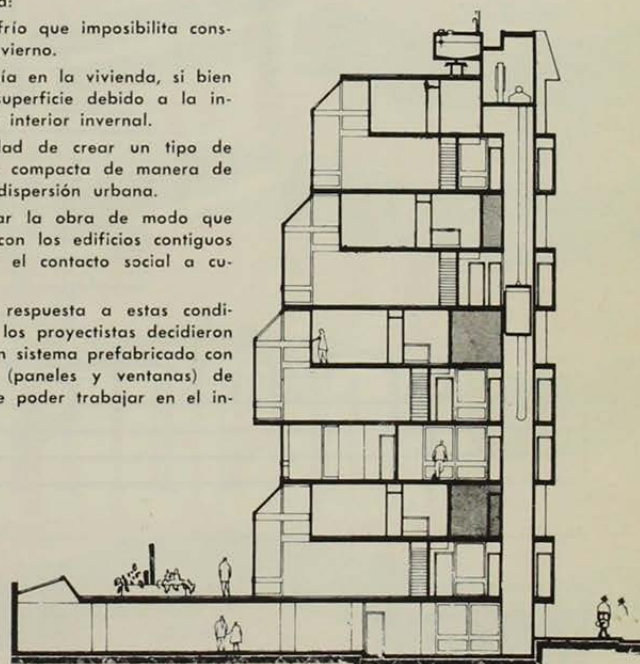 a:
frío que imposibilita cons-
vierno.
ía en la vivienda, si bien
superficie debido a la in-
interior invernal.
dad de crear un tipo de
compacta de manera de
dispersión urbana.
ar la obra de modo que
con los edificios contiguos
el contacto social a cu-
respuesta a estas condi-
los proyectistas decidieron
n sistema prefabricado con
(paneles y ventanas) de
e poder trabajar en el in-